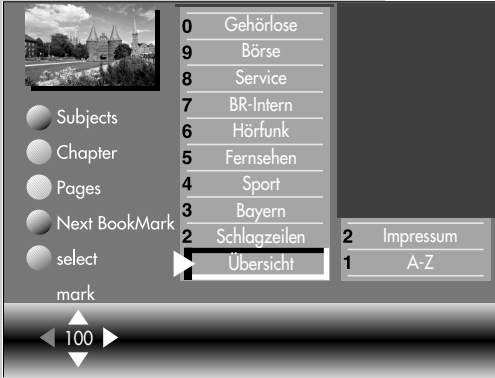 Subjects
Chapter
Pages
Next BookMark
select
mark
100
0 Gehörlose
9 Börse
8 Service
7 BR-Intern
6 Hörfunk
5 Fernsehen
4 Sport
3 Bayern
2 Schlagzeilen
Übersicht
2 Impressum
1 A-Z